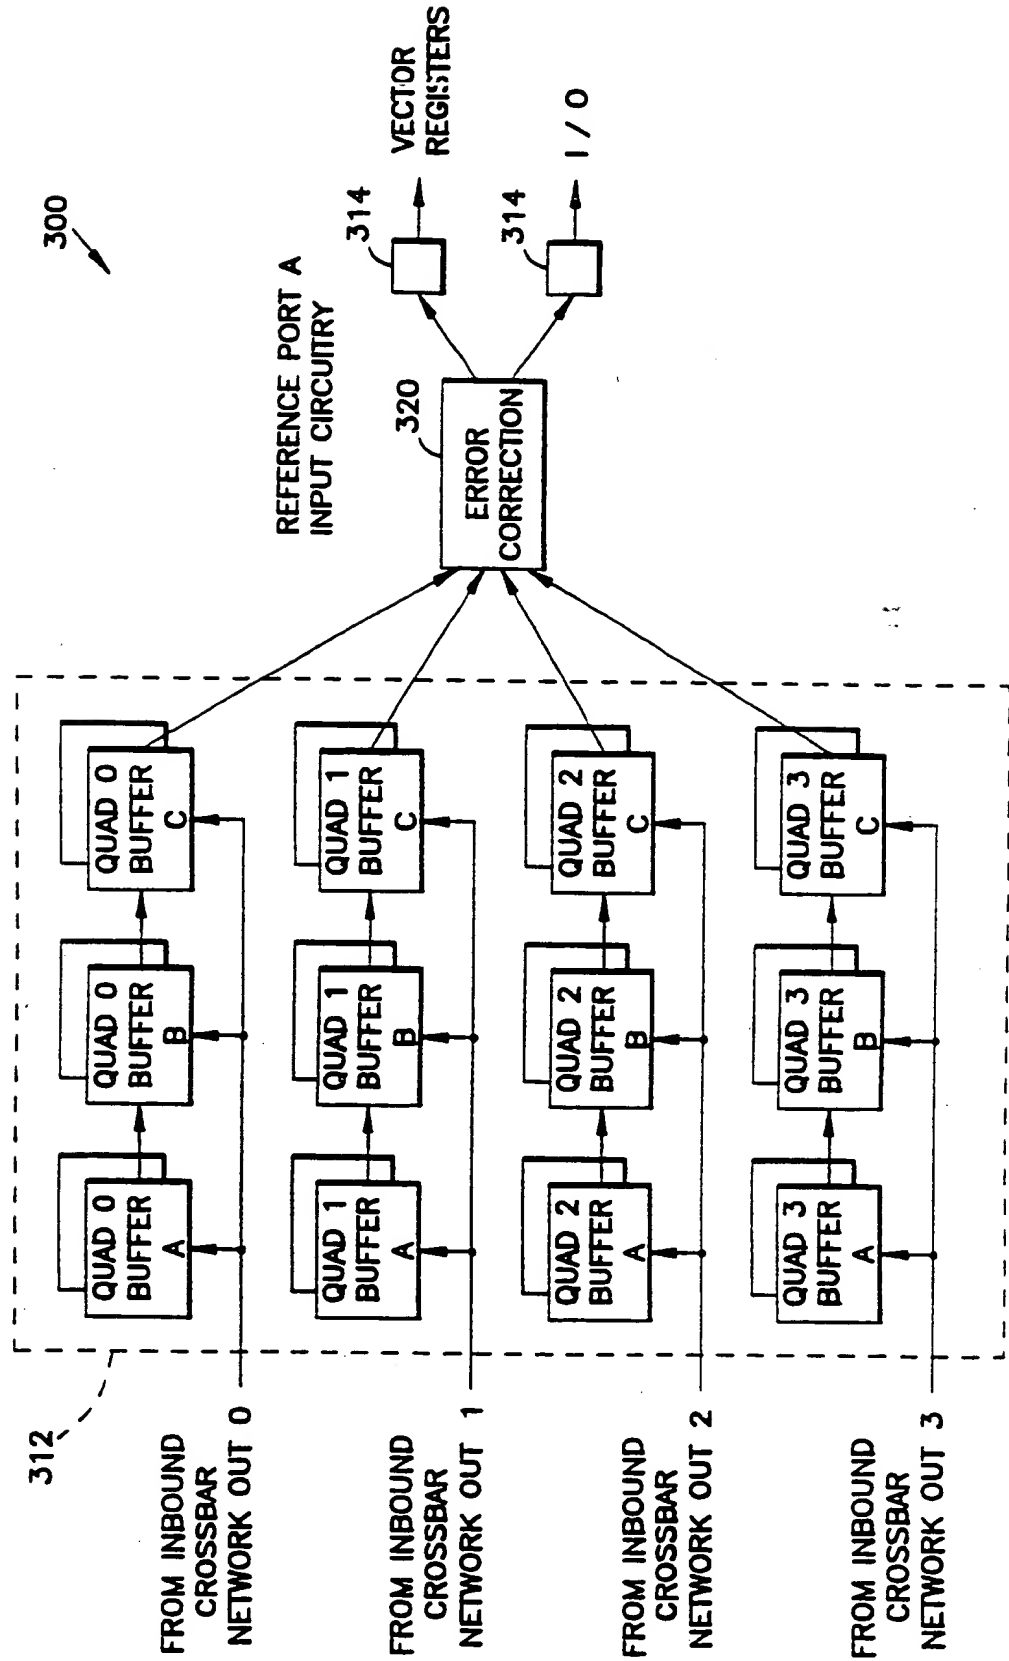 300
REFERENCE PORT A
INPUT CIRCUITRY
312
FROM INBOUND
CROSSBAR
NETWORK OUT 0
QUAD 0
BUFFER
A
QUAD 0
BUFFER
B
QUAD 0
BUFFER
C
FROM INBOUND
CROSSBAR
NETWORK OUT 1
QUAD 1
BUFFER
A
QUAD 1
BUFFER
B
QUAD 1
BUFFER
C
FROM INBOUND
CROSSBAR
NETWORK OUT 2
QUAD 2
BUFFER
A
QUAD 2
BUFFER
B
QUAD 2
BUFFER
C
FROM INBOUND
CROSSBAR
NETWORK OUT 3
QUAD 3
BUFFER
A
QUAD 3
BUFFER
B
QUAD 3
BUFFER
C
320
ERROR
CORRECTION
314
VECTOR
REGISTERS
314
I / O